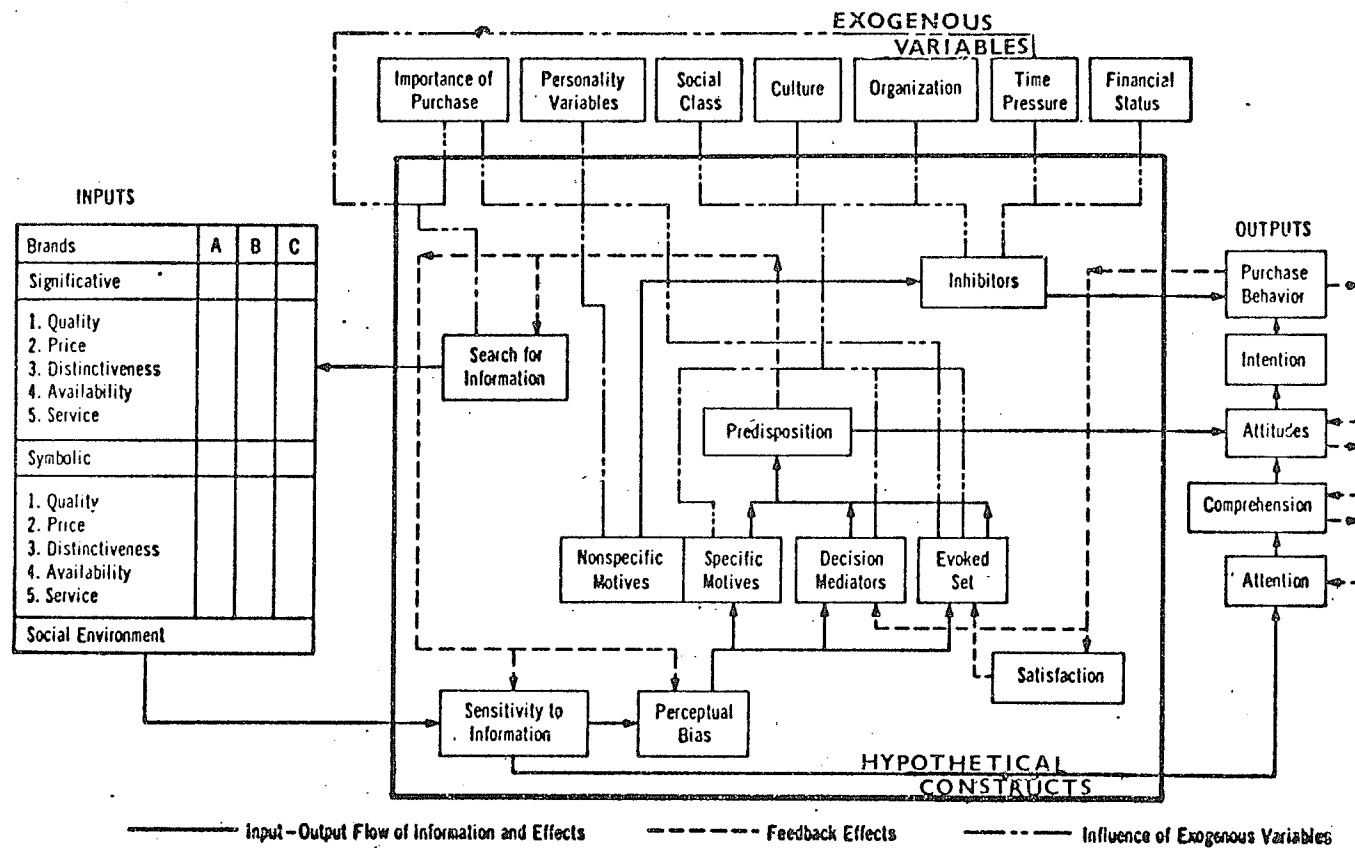 EXOGENOUS
VARIABLES
Importance of
Purchase
Personality
Variables
Social
Class
Culture
Organization
Time
Pressure
Financial
Status
INPUTS
Brands A B C
Significative
1. Quality
2. Price
3. Distinctiveness
4. Availability
5. Service
Symbolic
1. Quality
2. Price
3. Distinctiveness
4. Availability
5. Service
Social Environment
Search for
Information
Inhibitors
Predisposition
Nonspecific
Motives
Specific
Motives
Decision
Mediators
Evoked
Set
Satisfaction
Sensitivity to
Information
Perceptual
Bias
HYPOTHETICAL
CONSTRUCTS
OUTPUTS
Purchase
Behavior
Intention
Attitudes
Comprehension
Attention
Input-Output Flow of Information and Effects
Feedback Effects
Influence of Exogenous Variables